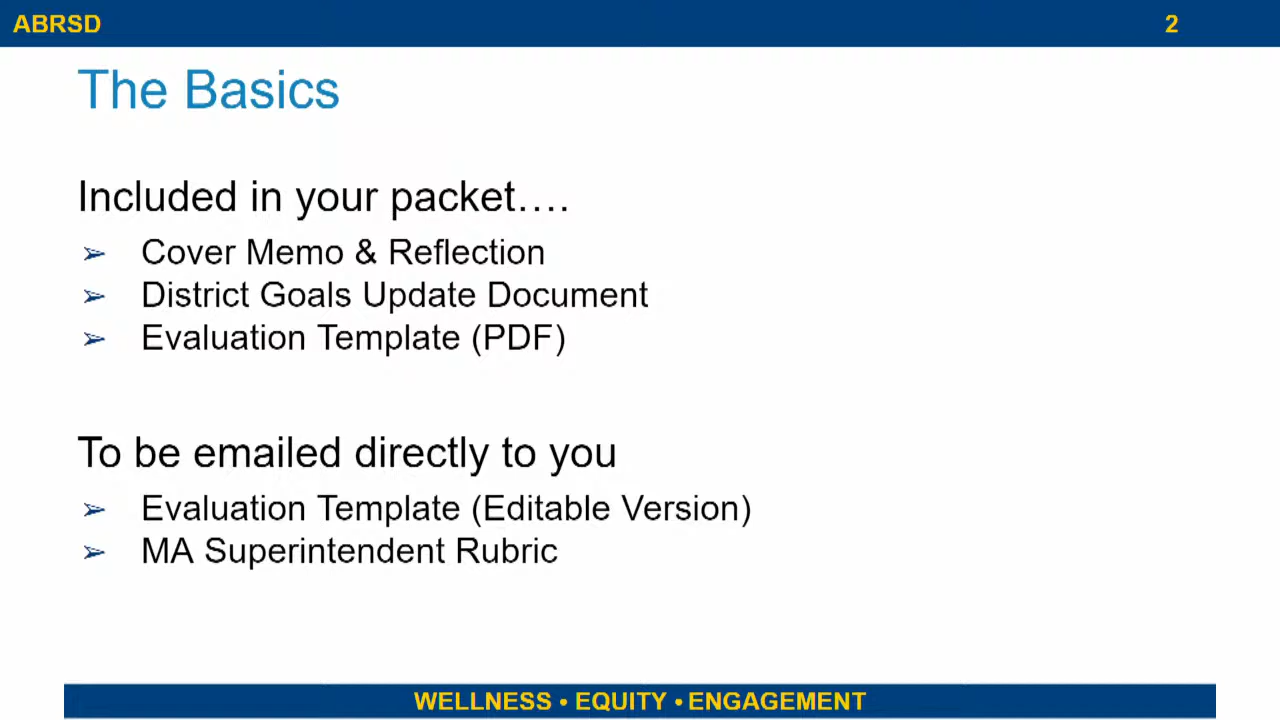 ABRSD 2
The Basics
Included in your packet….
➢ Cover Memo & Reflection
➢ District Goals Update Document
➢ Evaluation Template (PDF)
To be emailed directly to you
➢ Evaluation Template (Editable Version)
➢ MA Superintendent Rubric
WELLNESS • EQUITY • ENGAGEMENT